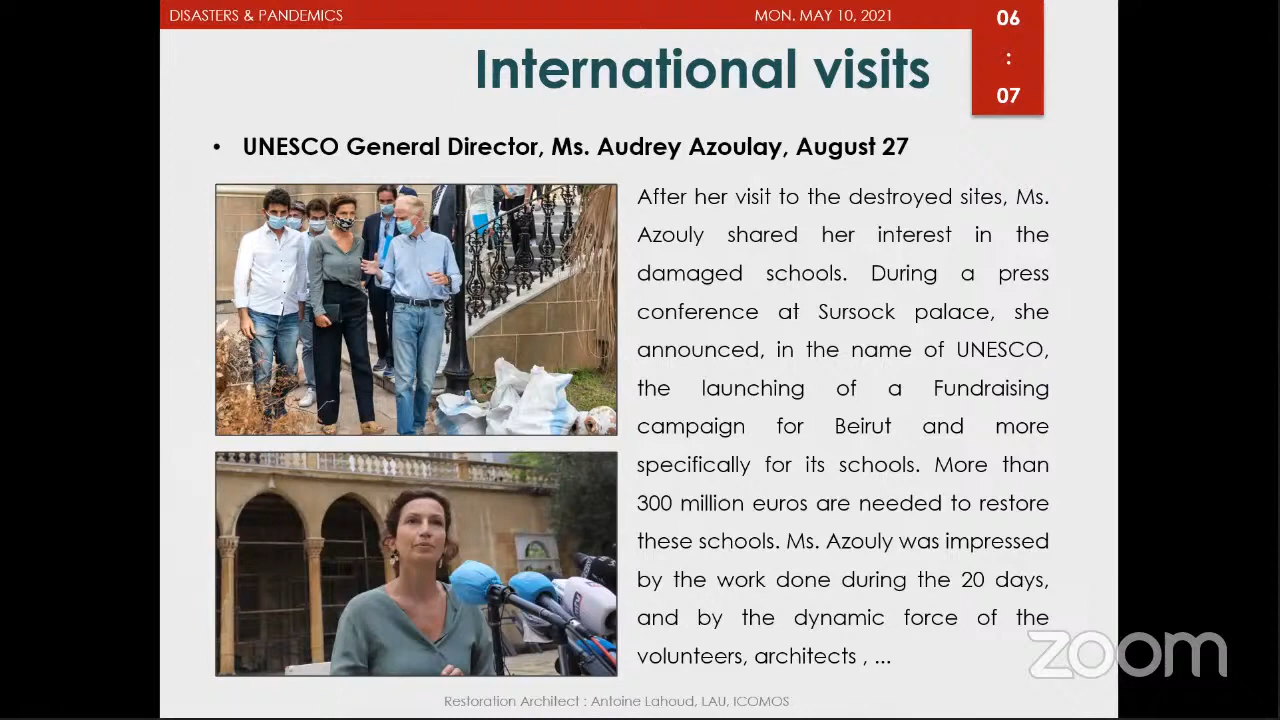 DISASTERS & PANDEMICS
MON. MAY 10, 2021
06
:
07
International visits
• UNESCO General Director, Ms. Audrey Azoulay, August 27
After her visit to the destroyed sites, Ms.
Azouly shared her interest in the
damaged schools. During a press
conference at Sursock palace, she
announced, in the name of UNESCO,
the launching of a Fundraising
campaign for Beirut and more
specifically for its schools. More than
300 million euros are needed to restore
these schools. Ms. Azouly was impressed
by the work done during the 20 days,
and by the dynamic force of the
volunteers, architects , ...
zoom
Restoration Architect : Antoine Lahoud, LAU, ICOMOS